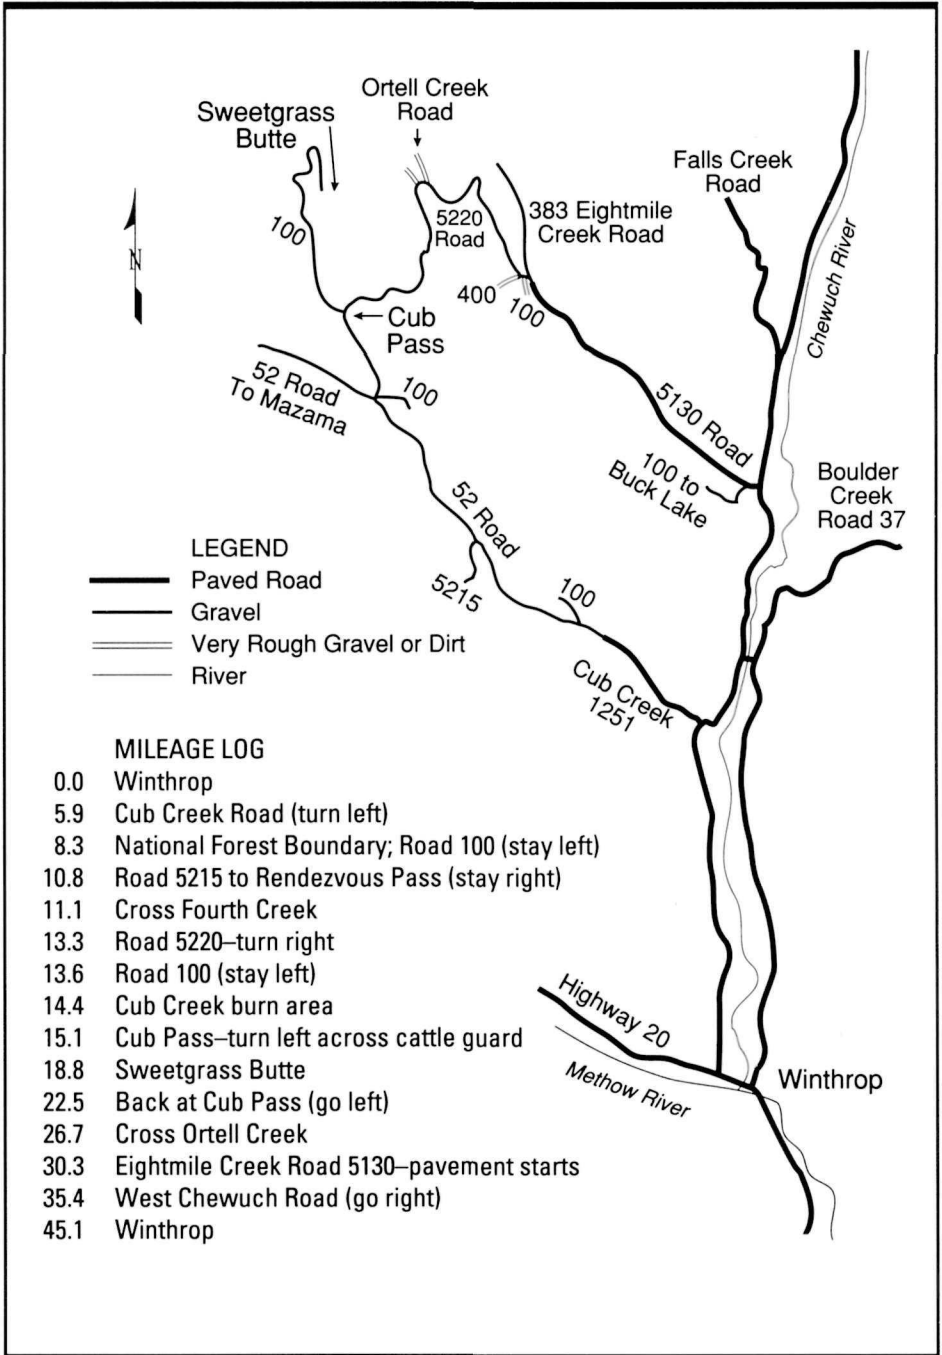 Ortell Creek
Road
Sweetgrass
Butte
Falls Creek
Road
5220
Road
383 Eightmile
Creek Road
100
N
Chewuch River
400
100
Cub
Pass
52 Road
To Mazama
100
5130 Road
100 to
Buck Lake
Boulder
Creek
Road 37
52 Road
5215
100
Cub Creek
1251
LEGEND
Paved Road
Gravel
Very Rough Gravel or Dirt
River
MILEAGE LOG
0.0 Winthrop
5.9 Cub Creek Road (turn left)
8.3 National Forest Boundary; Road 100 (stay left)
10.8 Road 5215 to Rendezvous Pass (stay right)
11.1 Cross Fourth Creek
13.3 Road 5220–turn right
13.6 Road 100 (stay left)
14.4 Cub Creek burn area
15.1 Cub Pass–turn left across cattle guard
18.8 Sweetgrass Butte
22.5 Back at Cub Pass (go left)
26.7 Cross Ortell Creek
30.3 Eightmile Creek Road 5130–pavement starts
35.4 West Chewuch Road (go right)
45.1 Winthrop
Highway 20
Methow River
Winthrop